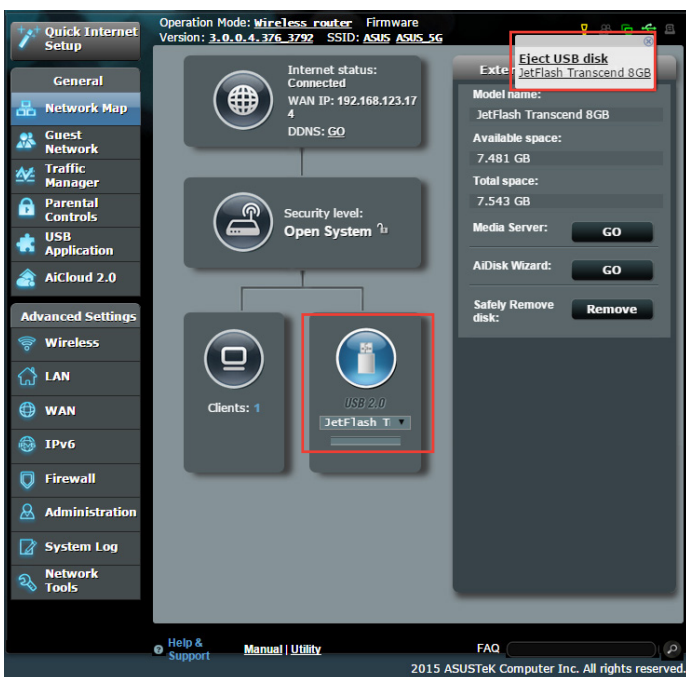 Quick Internet
Setup
Operation Mode: Wireless router Firmware
Version: 3.0.0.4.376_3792 SSID: ASUS ASUS_5G
Eject USB disk
JetFlash Transcend 8GB
General
Network Map
Guest
Network
Traffic
Manager
Parental
Controls
USB
Application
AiCloud 2.0
Advanced Settings
Wireless
LAN
WAN
IPv6
Firewall
Administration
System Log
Network
Tools
Internet status:
Connected
WAN IP: 192.168.123.17
4
DDNS: GO
Security level:
Open System
Clients: 1
USB 2.0
JetFlash T
Exter
Model name:
JetFlash Transcend 8GB
Available space:
7.481 GB
Total space:
7.543 GB
Media Server: GO
AiDisk Wizard: GO
Safely Remove
disk:
Remove
Help &
Support
Manual | Utility
FAQ
2015 ASUSTeK Computer Inc. All rights reserved.